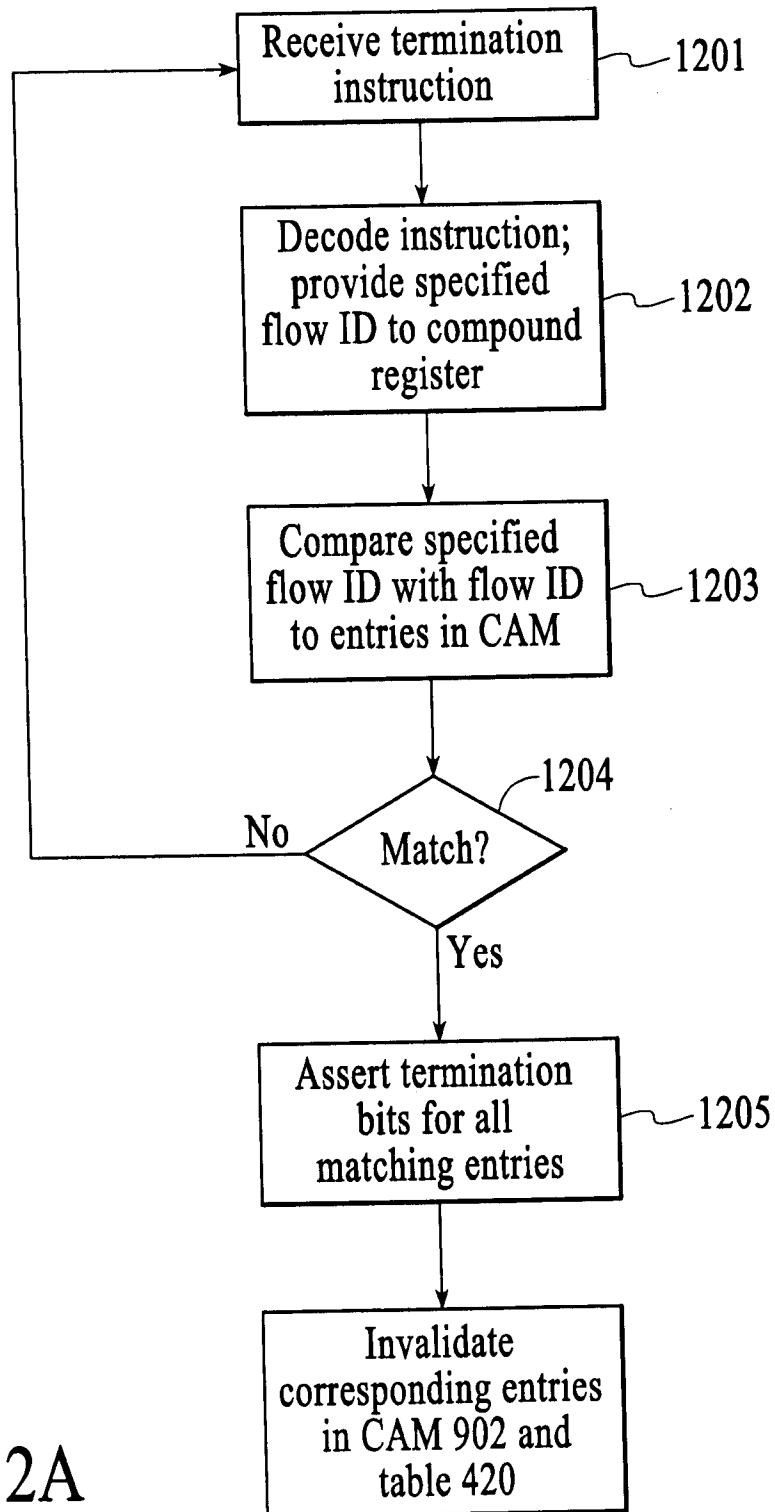 Receive termination
instruction
1201
Decode instruction;
provide specified
flow ID to compound
register
1202
Compare specified
flow ID with flow ID
to entries in CAM
1203
1204
No
Match?
Yes
Assert termination
bits for all
matching entries
1205
Invalidate
corresponding entries
in CAM 902 and
table 420
2A